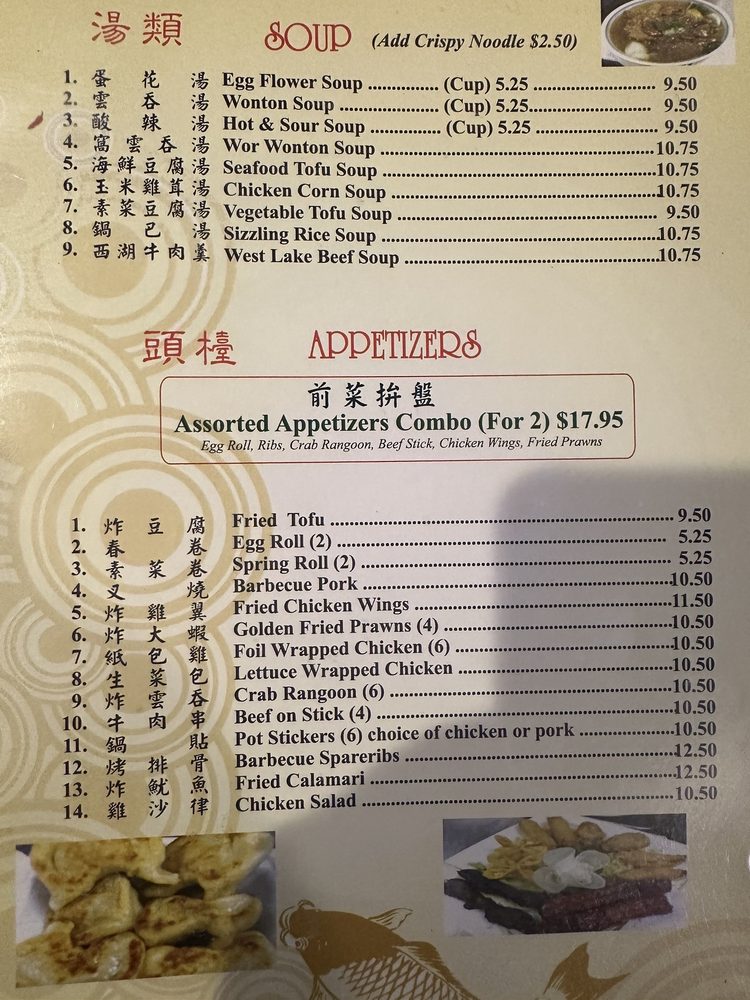 湯類 SOUP (Add Crispy Noodle $2.50)
1. 蛋花湯 Egg Flower Soup ............... (Cup) 5.25 .......................... 9.50
2. 雲吞湯 Wonton Soup ..................... (Cup) 5.25.......................... 9.50
3. 酸辣湯 Hot & Sour Soup ............... (Cup) 5.25 .......................... 9.50
4. 窩雲吞湯 Wor Wonton Soup ..........................................................10.75
5. 海鮮豆腐湯 Seafood Tofu Soup ..........................................................10.75
6. 玉米雞茸湯 Chicken Corn Soup ..........................................................10.75
7. 素菜豆腐湯 Vegetable Tofu Soup ....................................................... 9.50
8. 鍋巴湯 Sizzling Rice Soup ..........................................................10.75
9. 西湖牛肉羹 West Lake Beef Soup ......................................................10.75
頭檯 APPETIZERS
前菜拚盤
Assorted Appetizers Combo (For 2) $17.95
Egg Roll, Ribs, Crab Rangoon, Beef Stick, Chicken Wings, Fried Prawns
1. 炸豆腐 Fried Tofu .......................................................................... 9.50
2. 春卷 Egg Roll (2) ........................................................................ 5.25
3. 素菜卷 Spring Roll (2) .................................................................... 5.25
4. 叉燒 Barbecue Pork ....................................................................10.50
5. 炸雞翼 Fried Chicken Wings ........................................................11.50
6. 炸大蝦 Golden Fried Prawns (4) ...................................................10.50
7. 紙包雞 Foil Wrapped Chicken (6) ................................................10.50
8. 生菜包 Lettuce Wrapped Chicken ................................................10.50
9. 炸雲吞 Crab Rangoon (6) ..............................................................10.50
10. 牛肉串 Beef on Stick (4) ................................................................10.50
11. 鍋貼 Pot Stickers (6) choice of chicken or pork .....................10.50
12. 烤排骨 Barbecue Spareribs ...........................................................12.50
13. 炸魷魚 Fried Calamari ..................................................................12.50
14. 雞沙律 Chicken Salad ....................................................................10.50